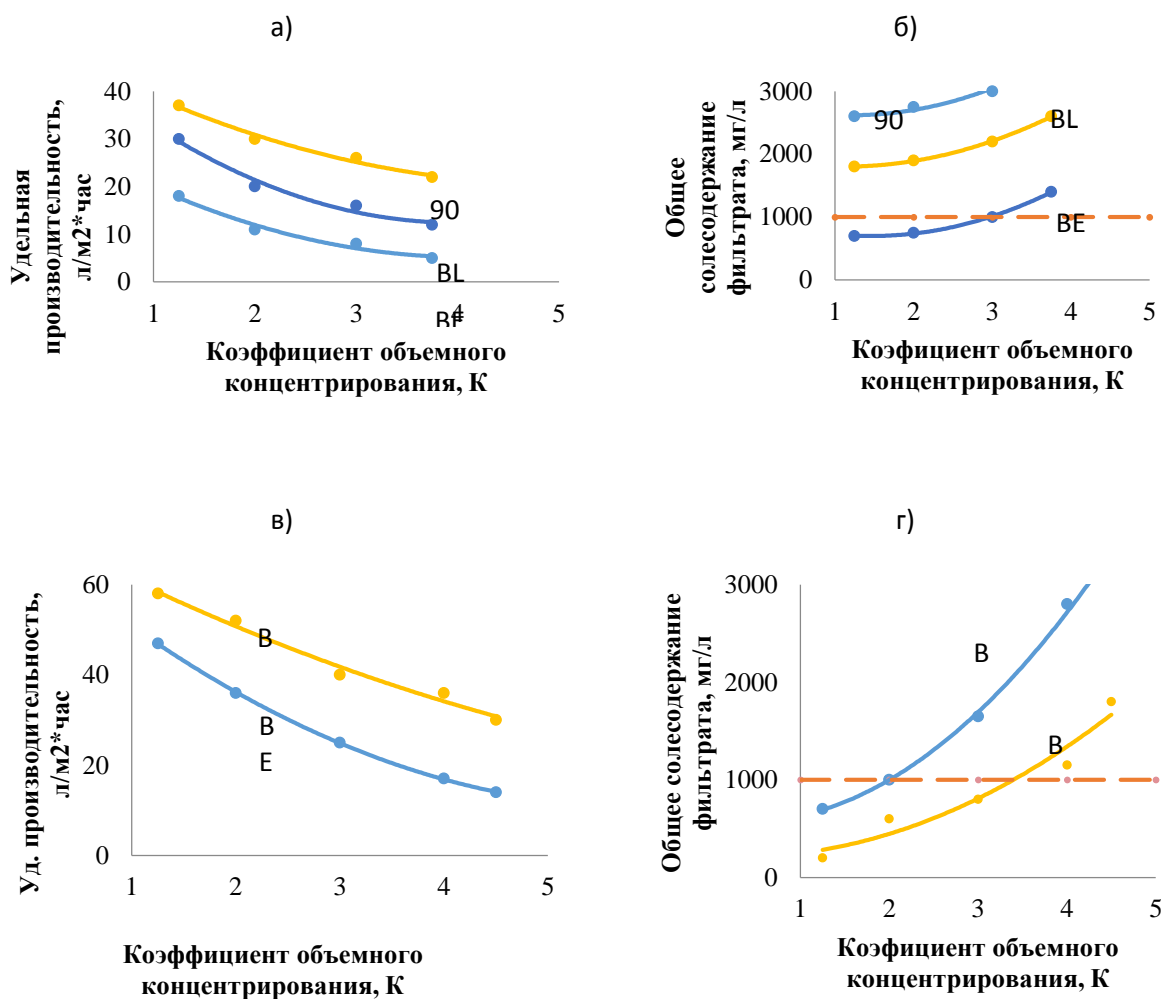 а)
Удельная
производительность,
л/м2*час
40
30
20
10
0
90
BL
1
2
3
4
5
Коэффициент объемного
концентрирования, К
б)
Общее
солесодержание
фильтрата, мг/л
3000
2000
1000
0
90
BL
BE
1
2
3
4
5
Кофициент объемного
концентрирования, К
в)
Уд. производительность,
л/м2*час
60
40
20
0
B
B
E
1
2
3
4
5
Коэффициент объемного
концентрирования, К
г)
Общее солесодержание
фильтрата, мг/л
3000
2000
1000
0
B
B
1
2
3
4
5
Коэффициент объемного
концентрирования, К